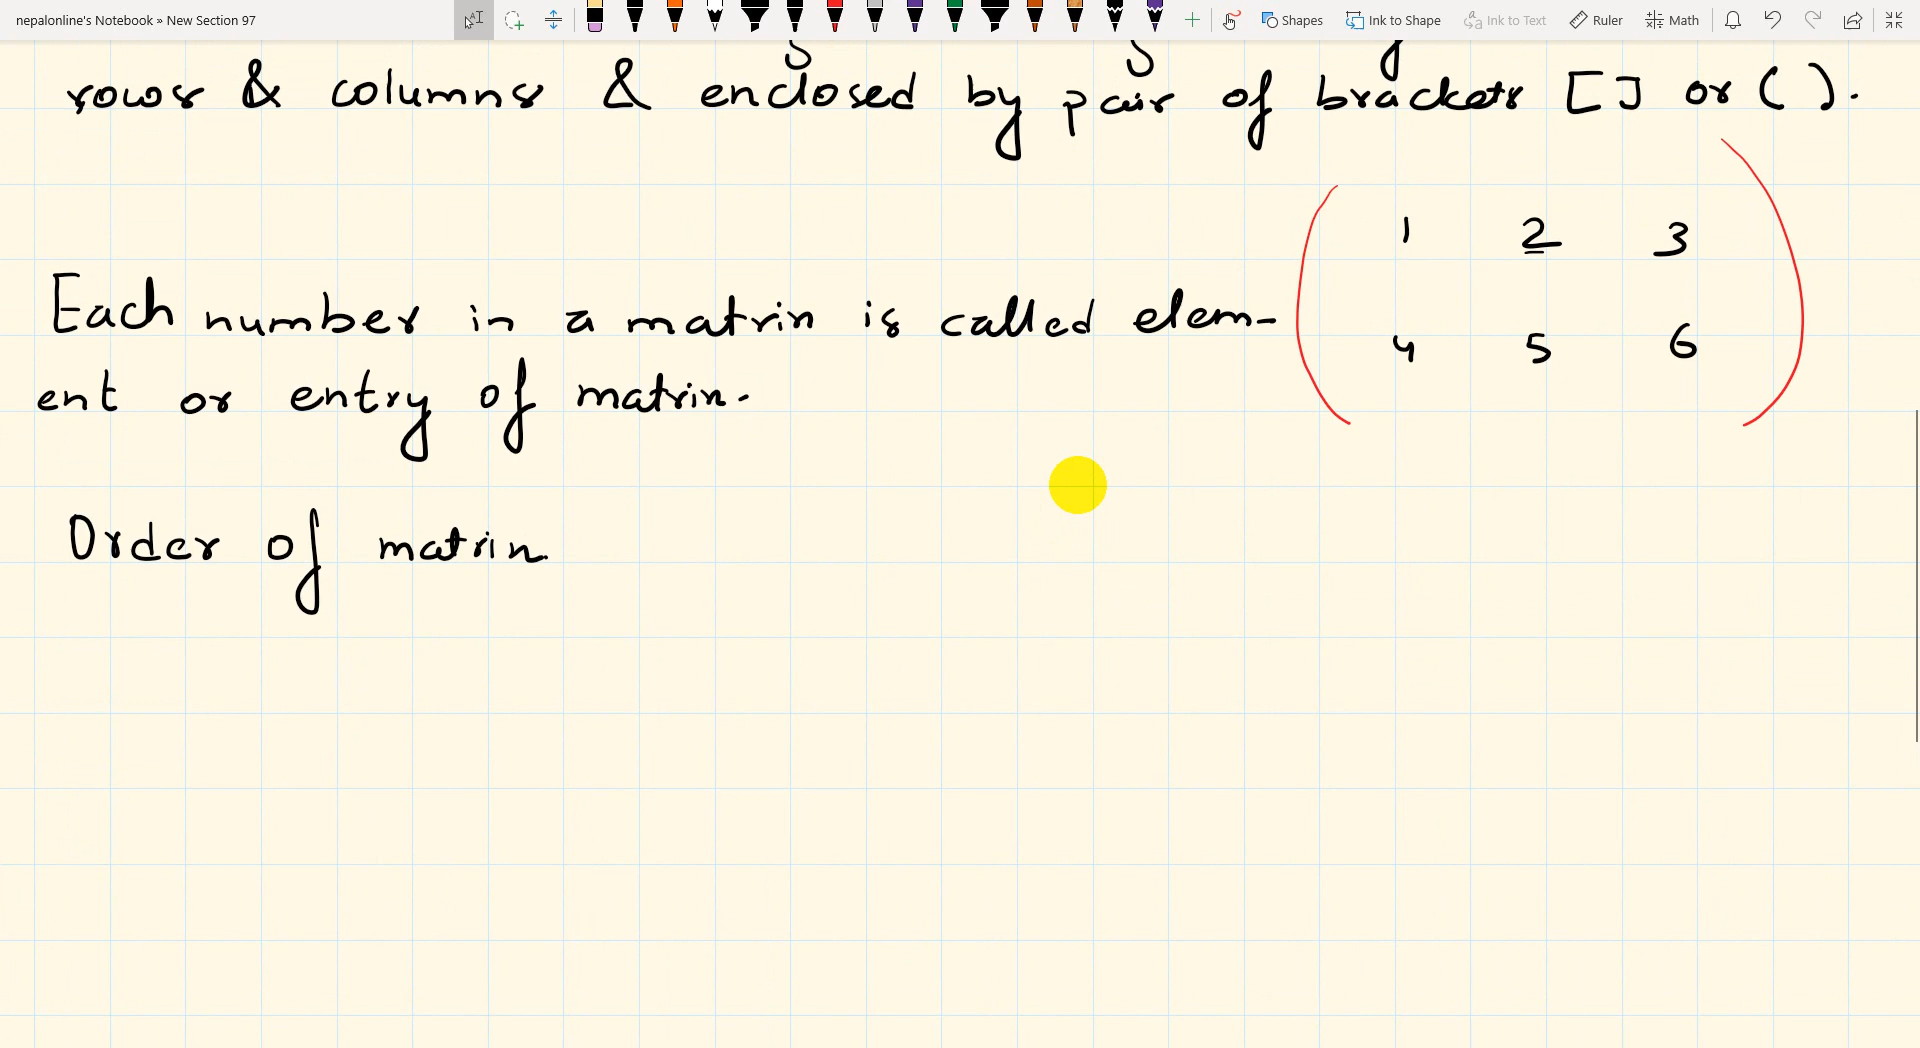 nepalonline's Notebook » New Section 97
Shapes Ink to Shape Ink to Text Ruler Math
rows & columns & enclosed by pair of brackets [ ] or ( ).
1 2 3
Each number in a matrix is called elem-
4 5 6
ent or entry of matrix.
Order of matrix